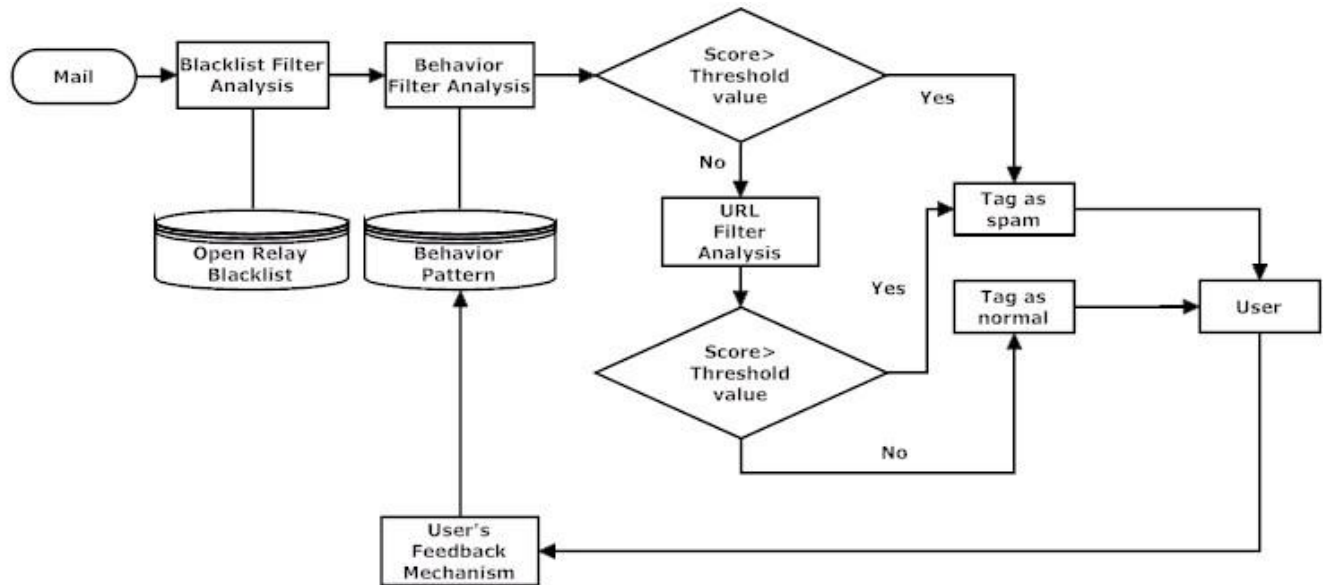 Mail
Blacklist Filter
Analysis
Behavior
Filter Analysis
Score>
Threshold
value
Yes
No
Open Relay
Blacklist
Behavior
Pattern
URL
Filter
Analysis
Tag as
spam
Yes
Tag as
normal
User
Score>
Threshold
value
No
User's
Feedback
Mechanism